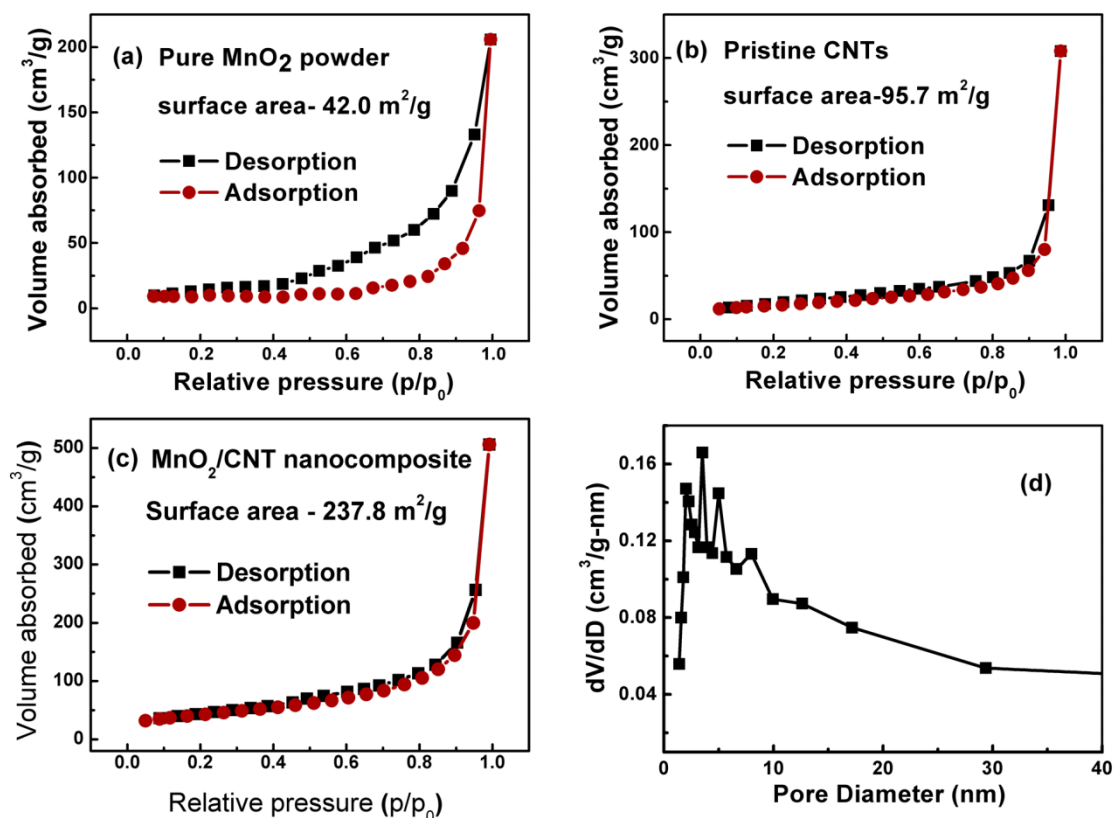 (a) Pure MnO₂ powder
surface area- 42.0 m²/g
Desorption
Adsorption
Volume absorbed (cm³/g)
200
150
100
50
0
0.0 0.2 0.4 0.6 0.8 1.0
Relative pressure (p/p₀)
(b) Pristine CNTs
surface area-95.7 m²/g
Desorption
Adsorption
Volume absorbed (cm³/g)
300
200
100
0
0.0 0.2 0.4 0.6 0.8 1.0
Relative pressure (p/p₀)
(c) MnO₂/CNT nanocomposite
Surface area - 237.8 m²/g
Desorption
Adsorption
Volume absorbed (cm³/g)
500
400
300
200
100
0
0.0 0.2 0.4 0.6 0.8 1.0
Relative pressure (p/p₀)
(d)
dV/dD (cm³/g-nm)
0.16
0.12
0.08
0.04
0 10 20 30 40
Pore Diameter (nm)